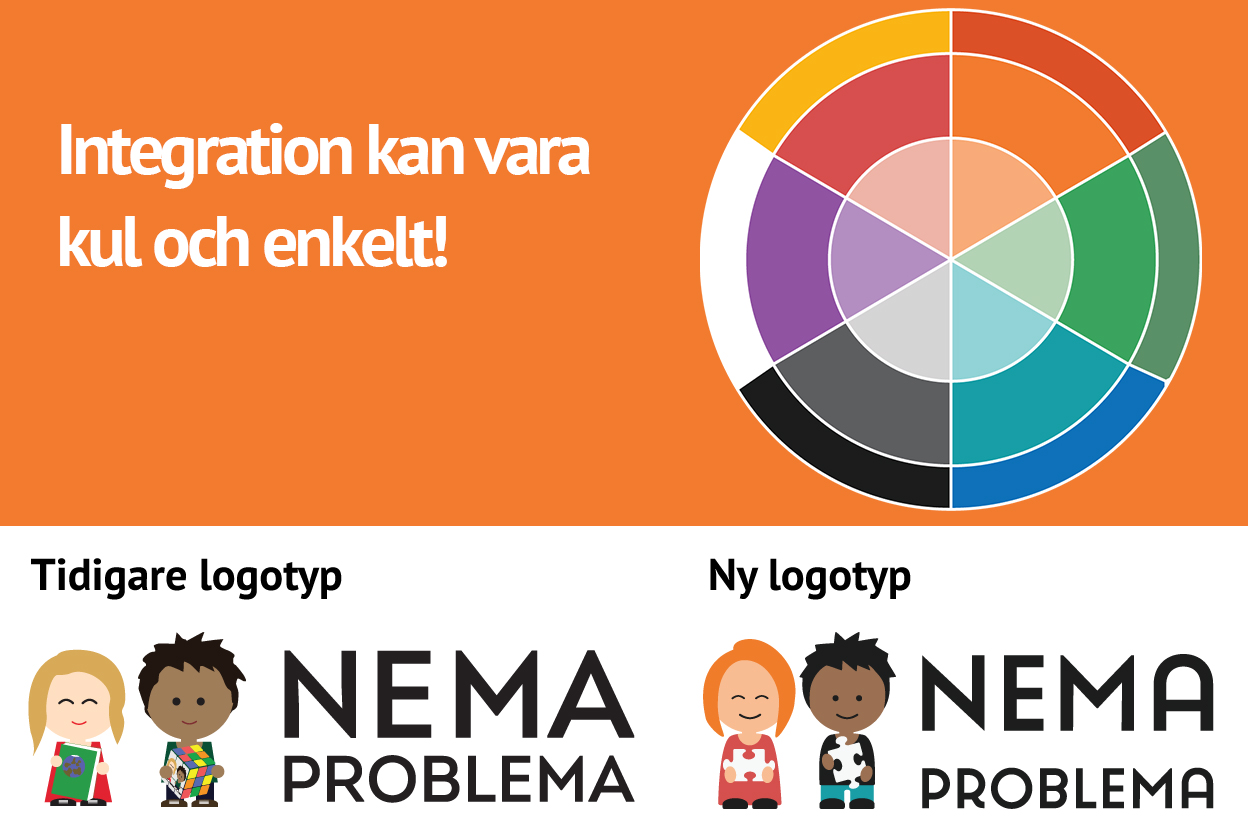 Integration kan vara
kul och enkelt!
Tidigare logotyp
NEMA
PROBLEMA
Ny logotyp
NEMA
PROBLEMA